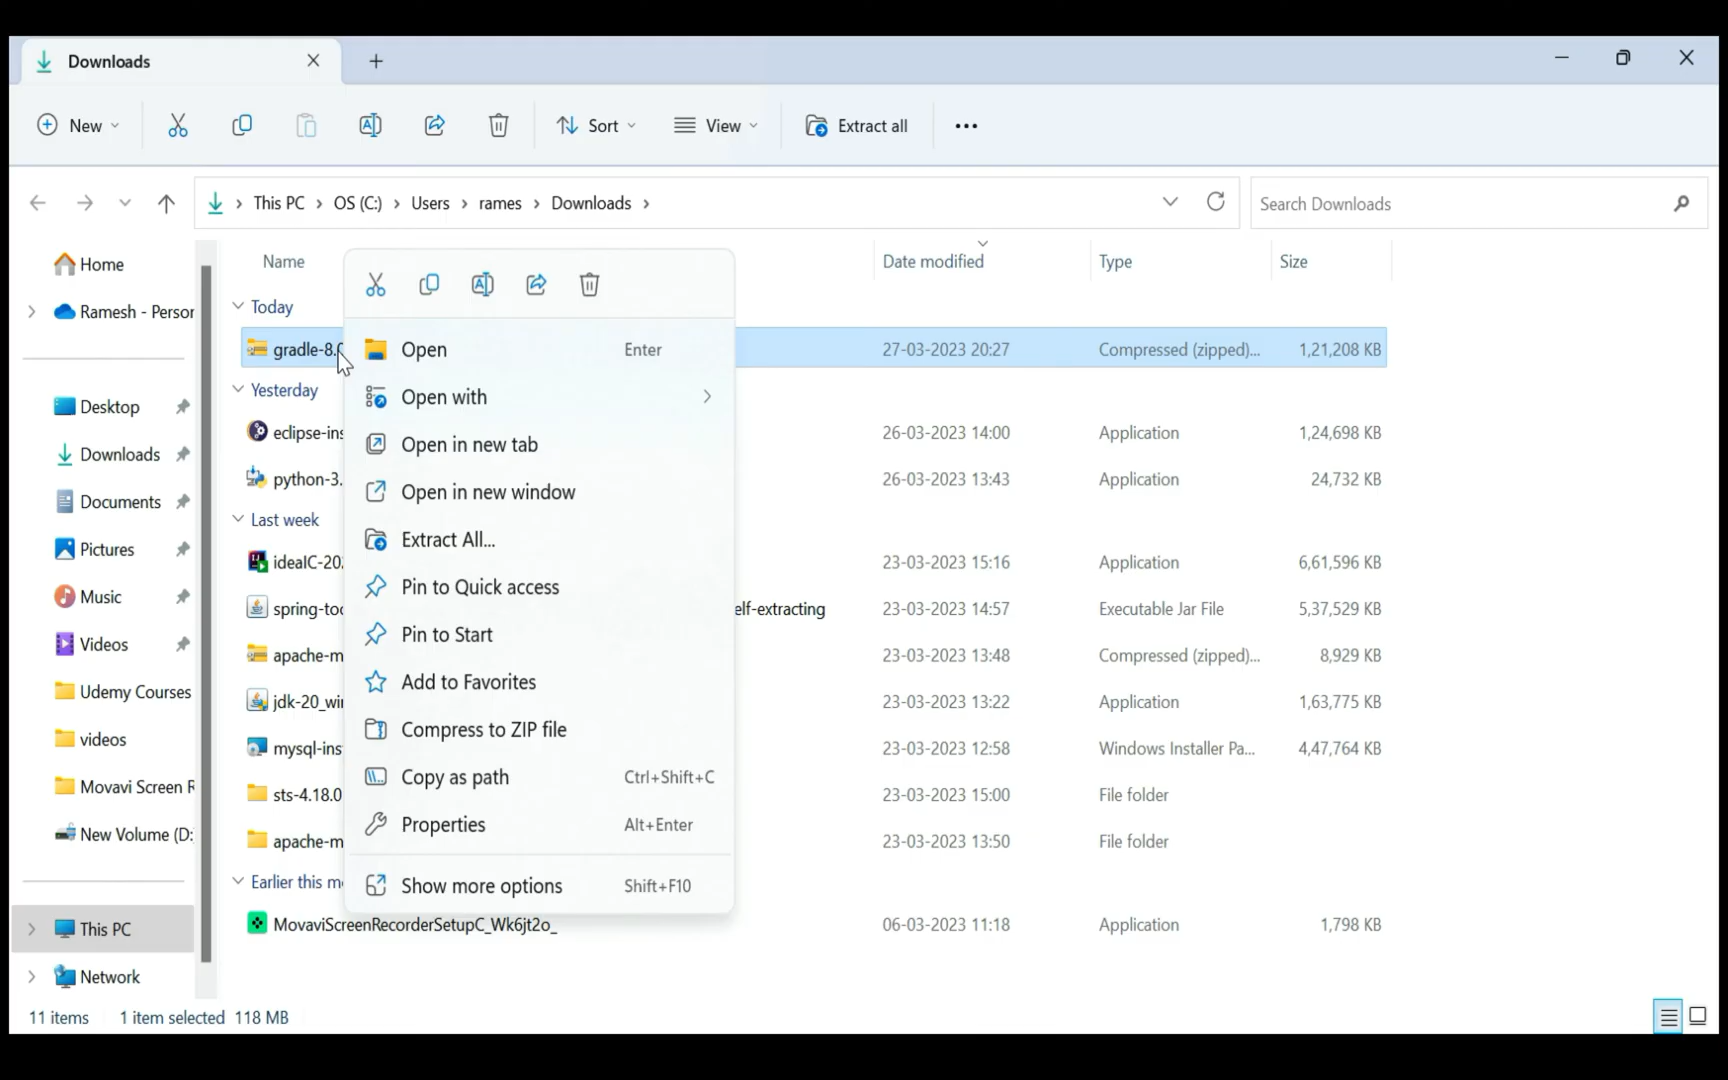 Downloads
New
Sort
View
Extract all
This PC > OS (C:) > Users > rames > Downloads >
Search Downloads
Home
Ramesh - Person
Desktop
Downloads
Documents
Pictures
Music
Videos
Udemy Courses
videos
Movavi Screen R
New Volume (D:
This PC
Network
Name Date modified Type Size
Today
gradle-8.0 27-03-2023 20:27 Compressed (zipped)... 1,21,208 KB
Yesterday
eclipse-ins 26-03-2023 14:00 Application 1,24,698 KB
python-3. 26-03-2023 13:43 Application 24,732 KB
Last week
ideaIC-20 23-03-2023 15:16 Application 6,61,596 KB
spring-too elf-extracting 23-03-2023 14:57 Executable Jar File 5,37,529 KB
apache-m 23-03-2023 13:48 Compressed (zipped)... 8,929 KB
jdk-20_wi 23-03-2023 13:22 Application 1,63,775 KB
mysql-ins 23-03-2023 12:58 Windows Installer Pa... 4,47,764 KB
sts-4.18.0 23-03-2023 15:00 File folder
apache-m 23-03-2023 13:50 File folder
Earlier this m
MovaviScreenRecorderSetupC_Wk6jt2o_ 06-03-2023 11:18 Application 1,798 KB
Open Enter
Open with
Open in new tab
Open in new window
Extract All...
Pin to Quick access
Pin to Start
Add to Favorites
Compress to ZIP file
Copy as path Ctrl+Shift+C
Properties Alt+Enter
Show more options Shift+F10
11 items 1 item selected 118 MB